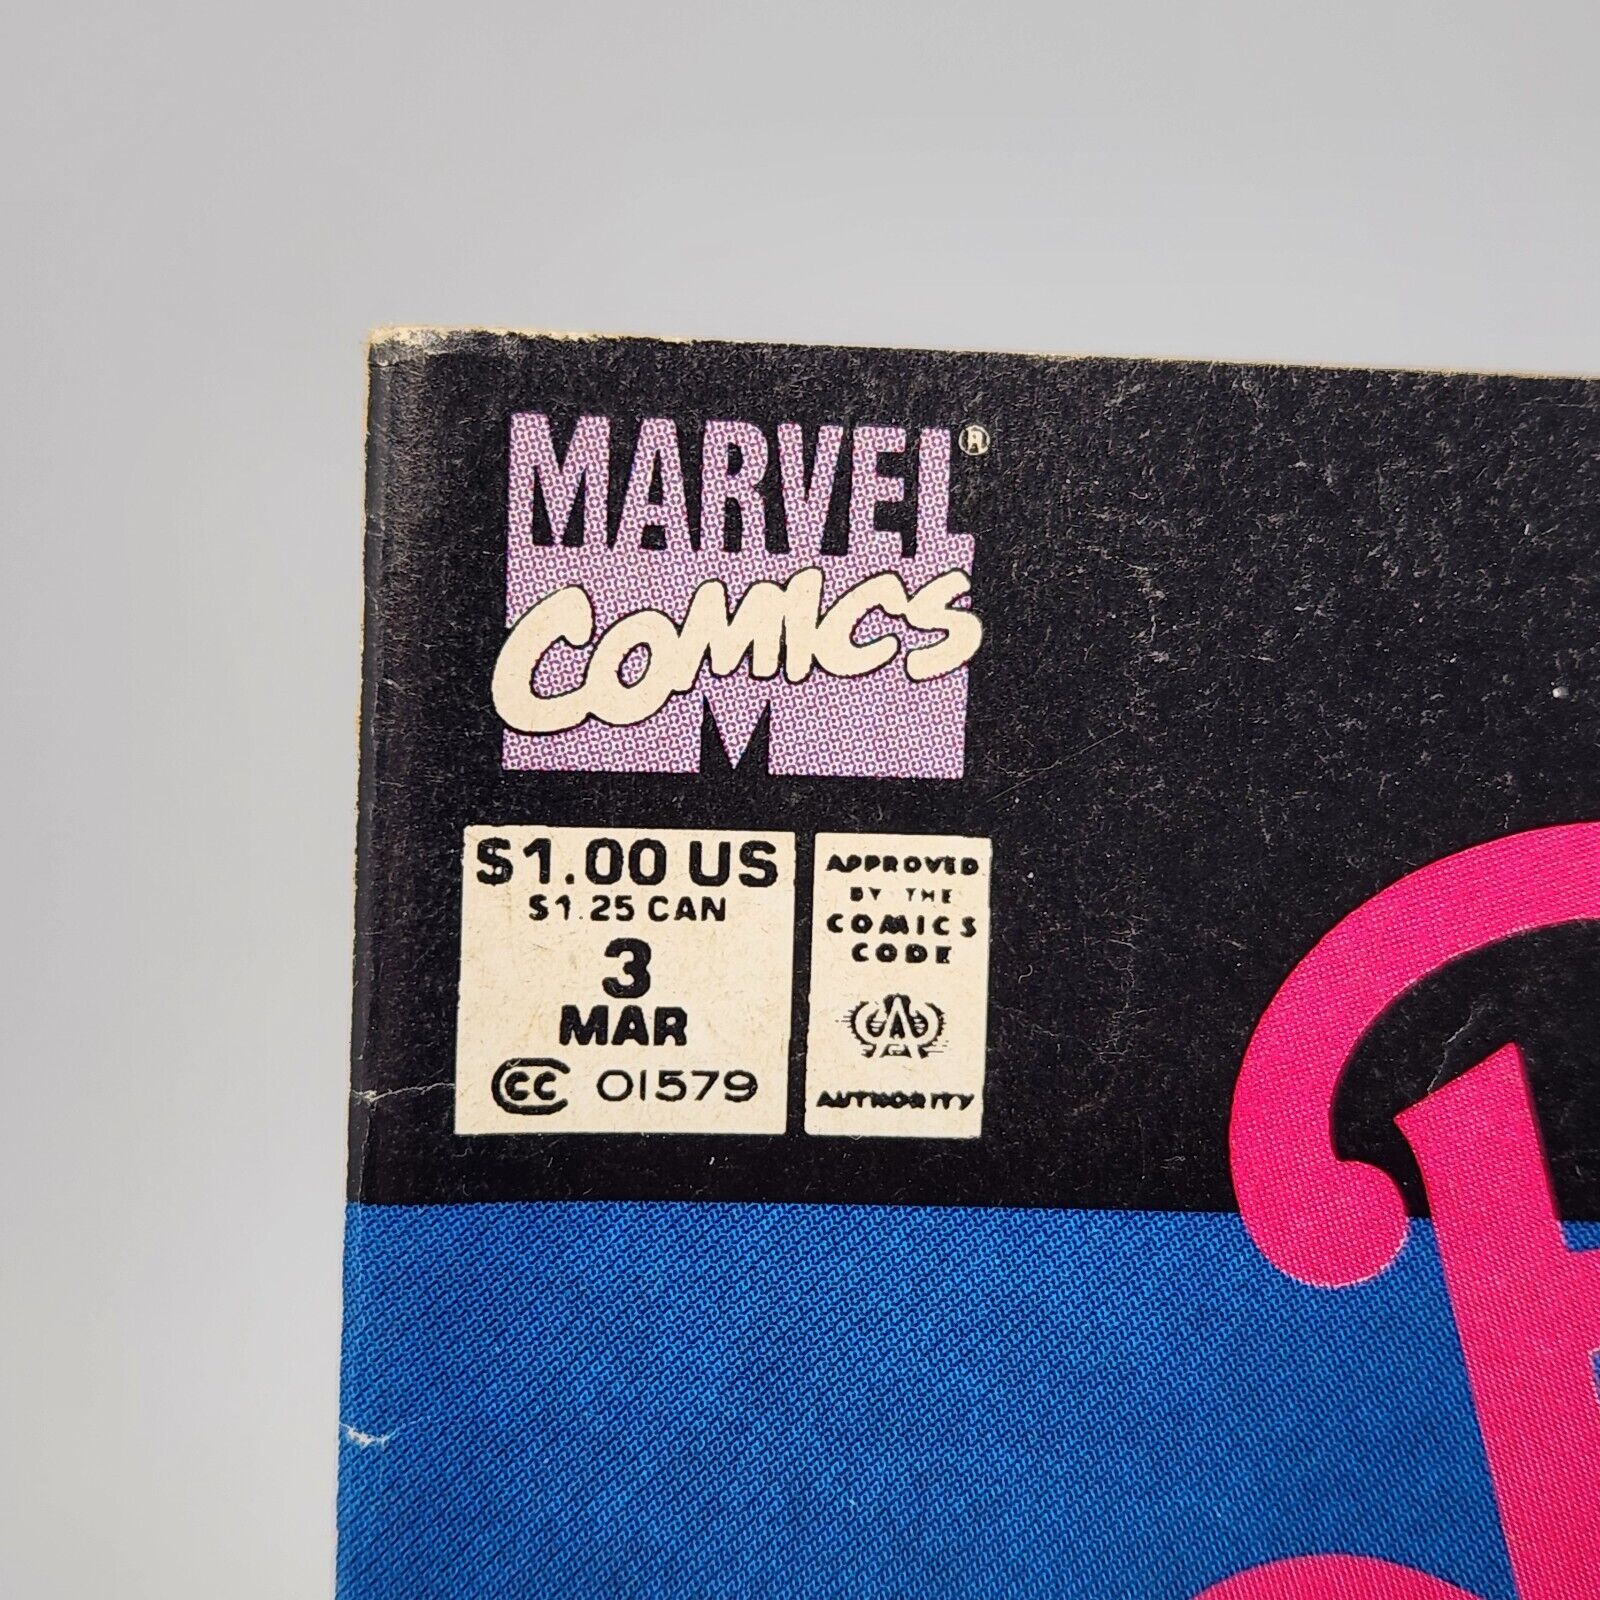 MARVEL®
COMICS
M
$1.00 US
$1.25 CAN
3
MAR
CC 01579
APPROVED
BY THE
COMICS
CODE
A
AUTHORITY